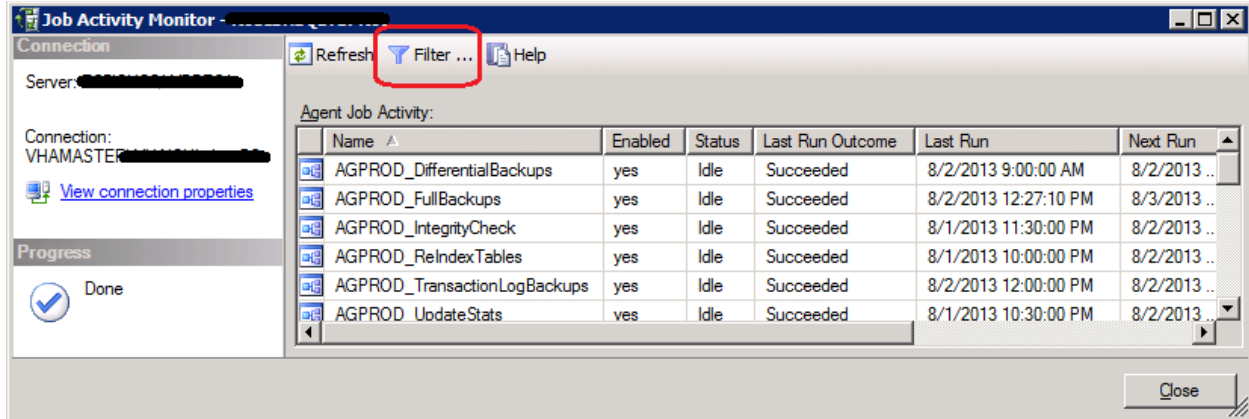 Job Activity Monitor -
Connection
Server:
Connection:
VHAMASTER
View connection properties
Progress
Done
Refresh Filter ... Help
Agent Job Activity:
Name Enabled Status Last Run Outcome Last Run Next Run
AGPROD_DifferentialBackups yes Idle Succeeded 8/2/2013 9:00:00 AM 8/2/2013 ..
AGPROD_FullBackups yes Idle Succeeded 8/2/2013 12:27:10 PM 8/3/2013 ..
AGPROD_IntegrityCheck yes Idle Succeeded 8/1/2013 11:30:00 PM 8/2/2013 ..
AGPROD_ReIndexTables yes Idle Succeeded 8/1/2013 10:00:00 PM 8/2/2013 ..
AGPROD_TransactionLogBackups yes Idle Succeeded 8/2/2013 12:00:00 PM 8/2/2013 ..
AGPROD_UpdateStats yes Idle Succeeded 8/1/2013 10:30:00 PM 8/2/2013 ..
Close